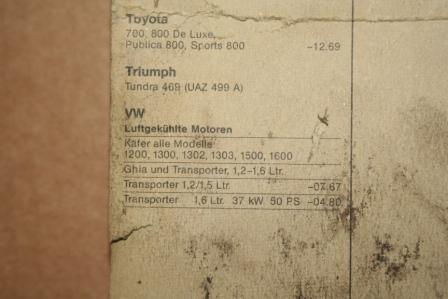 Toyota
700, 800 De Luxe,
Publica 800, Sports 800 –12.69
Triumph
Tundra 469 (UAZ 499 A)
VW
Luftgekühlte Motoren
Käfer alle Modelle
1200, 1300, 1302, 1303, 1500, 1600
Ghia und Transporter, 1,2–1,6 Ltr.
Transporter 1,2/1,5 Ltr. –07.67
Transporter 1,6 Ltr. 37 kW 50 PS –04.80